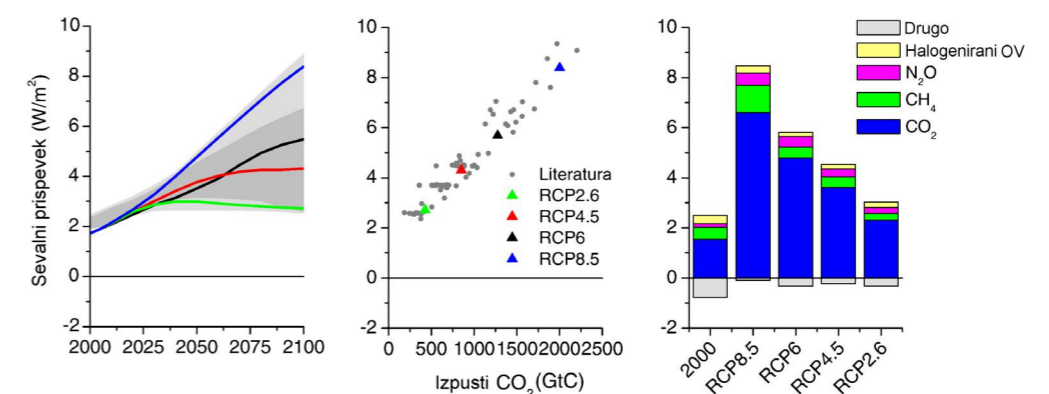 Sevalni prispevek (W/m²)
10
8
6
4
2
0
-2
2000 2025 2050 2075 2100
10
8
6
4
2
0
-2
0 500 1000 1500 2000 2500
Izpusti CO₂ (GtC)
Literatura
RCP2.6
RCP4.5
RCP6
RCP8.5
10
8
6
4
2
0
-2
2000 RCP8.5 RCP6 RCP4.5 RCP2.6
Drugo
Halogenirani OV
N₂O
CH₄
CO₂